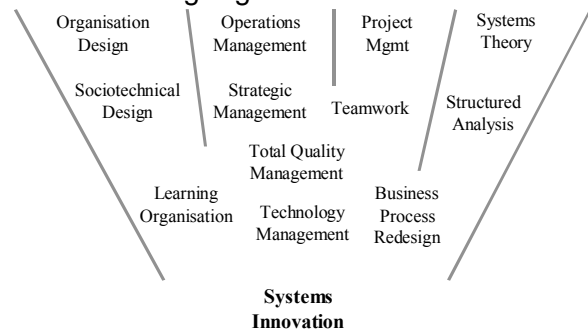 Organisation
Design
Operations
Management
Project
Mgmt
Systems
Theory
Sociotechnical
Design
Strategic
Management
Teamwork
Structured
Analysis
Total Quality
Management
Learning
Organisation
Technology
Management
Business
Process
Redesign
Systems
Innovation